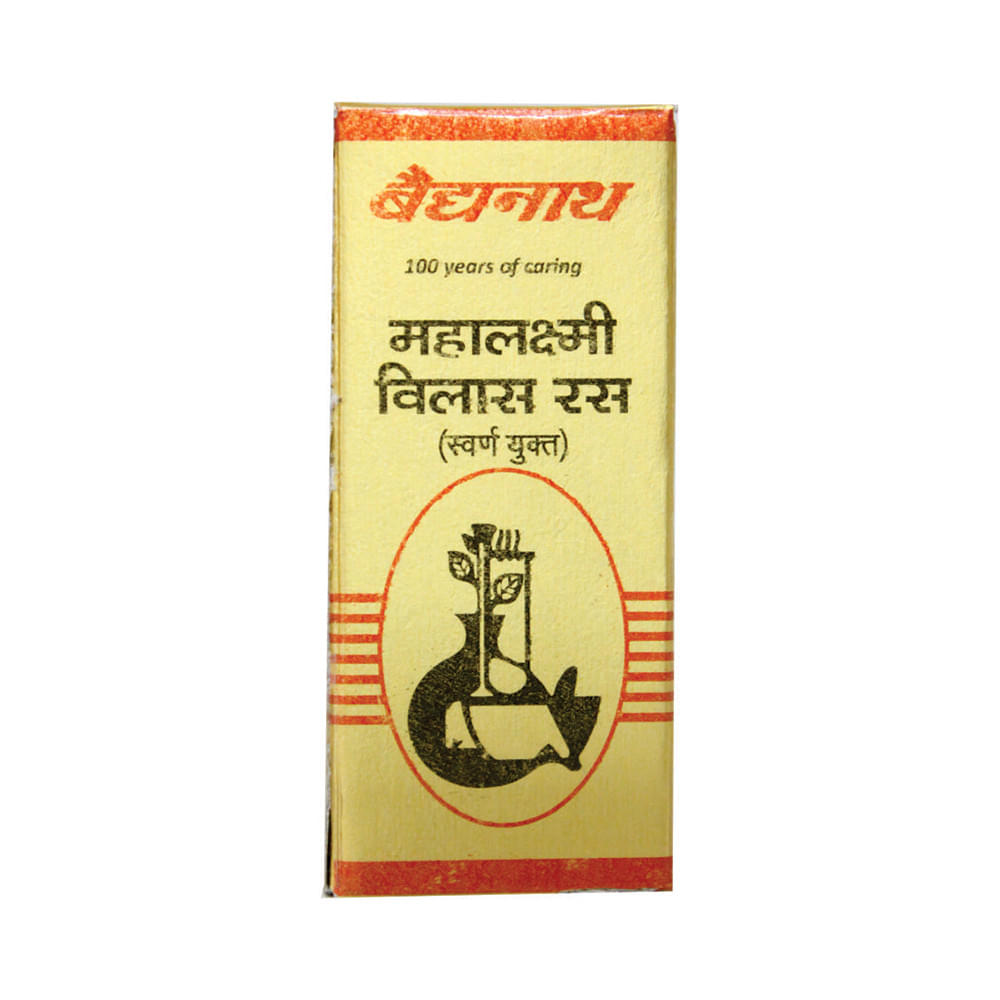 बैद्यनाथ
100 years of caring
महालक्ष्मी
विलास रस
(स्वर्ण युक्त)